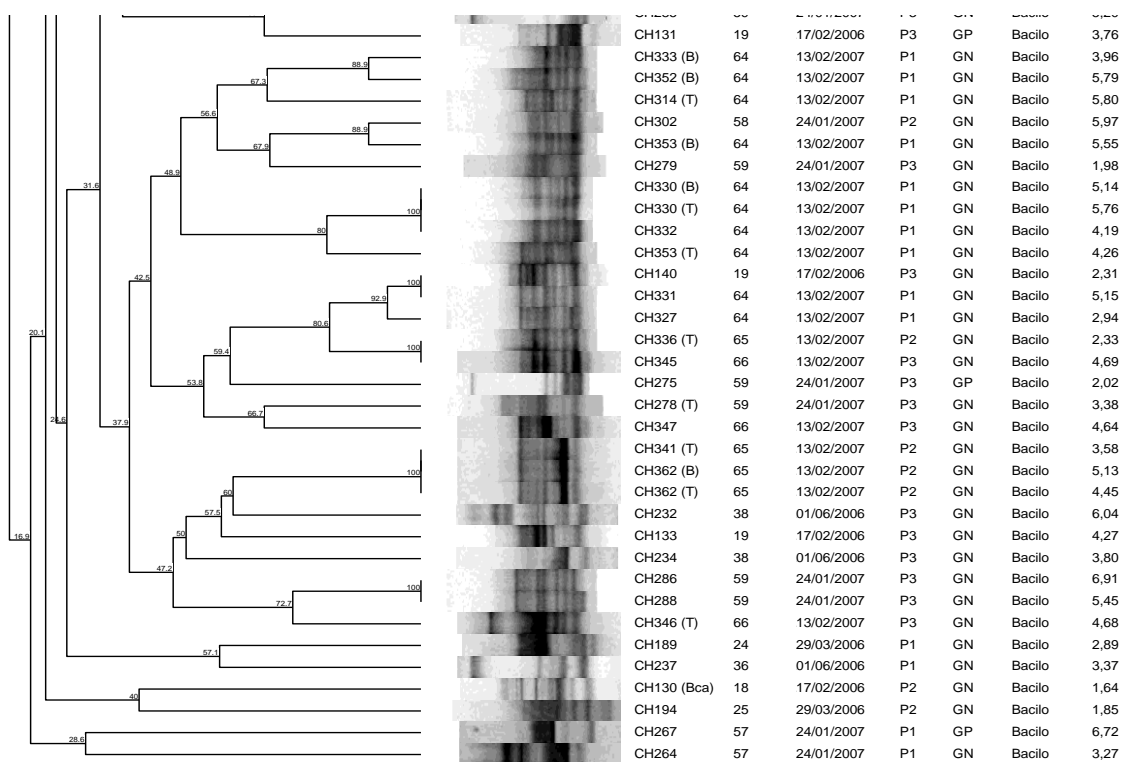 CH131 19 17/02/2006 P3 GP Bacilo 3,76
88.9 CH333 (B) 64 13/02/2007 P1 GN Bacilo 3,96
67.3 CH352 (B) 64 13/02/2007 P1 GN Bacilo 5,79
CH314 (T) 64 13/02/2007 P1 GN Bacilo 5,80
56.6 88.9 CH302 58 24/01/2007 P2 GN Bacilo 5,97
67.9 CH353 (B) 64 13/02/2007 P1 GN Bacilo 5,55
48.9 CH279 59 24/01/2007 P3 GN Bacilo 1,98
31.6 CH330 (B) 64 13/02/2007 P1 GN Bacilo 5,14
100 CH330 (T) 64 13/02/2007 P1 GN Bacilo 5,76
80 CH332 64 13/02/2007 P1 GN Bacilo 4,19
CH353 (T) 64 13/02/2007 P1 GN Bacilo 4,26
42.5 100 CH140 19 17/02/2006 P3 GN Bacilo 2,31
92.9 CH331 64 13/02/2007 P1 GN Bacilo 5,15
80.6 CH327 64 13/02/2007 P1 GN Bacilo 2,94
20.1 100 CH336 (T) 65 13/02/2007 P2 GN Bacilo 2,33
59.4 CH345 66 13/02/2007 P3 GN Bacilo 4,69
53.8 CH275 59 24/01/2007 P3 GP Bacilo 2,02
66.7 CH278 (T) 59 24/01/2007 P3 GN Bacilo 3,38
24.6 37.9 CH347 66 13/02/2007 P3 GN Bacilo 4,64
CH341 (T) 65 13/02/2007 P2 GN Bacilo 3,58
100 CH362 (B) 65 13/02/2007 P2 GN Bacilo 5,13
60 CH362 (T) 65 13/02/2007 P2 GN Bacilo 4,45
57.5 CH232 38 01/06/2006 P3 GN Bacilo 6,04
16.9 50 CH133 19 17/02/2006 P3 GN Bacilo 4,27
47.2 CH234 38 01/06/2006 P3 GN Bacilo 3,80
100 CH286 59 24/01/2007 P3 GN Bacilo 6,91
72.7 CH288 59 24/01/2007 P3 GN Bacilo 5,45
CH346 (T) 66 13/02/2007 P3 GN Bacilo 4,68
57.1 CH189 24 29/03/2006 P1 GN Bacilo 2,89
CH237 36 01/06/2006 P1 GN Bacilo 3,37
40 CH130 (Bca) 18 17/02/2006 P2 GN Bacilo 1,64
CH194 25 29/03/2006 P2 GN Bacilo 1,85
28.6 CH267 57 24/01/2007 P1 GP Bacilo 6,72
CH264 57 24/01/2007 P1 GN Bacilo 3,27